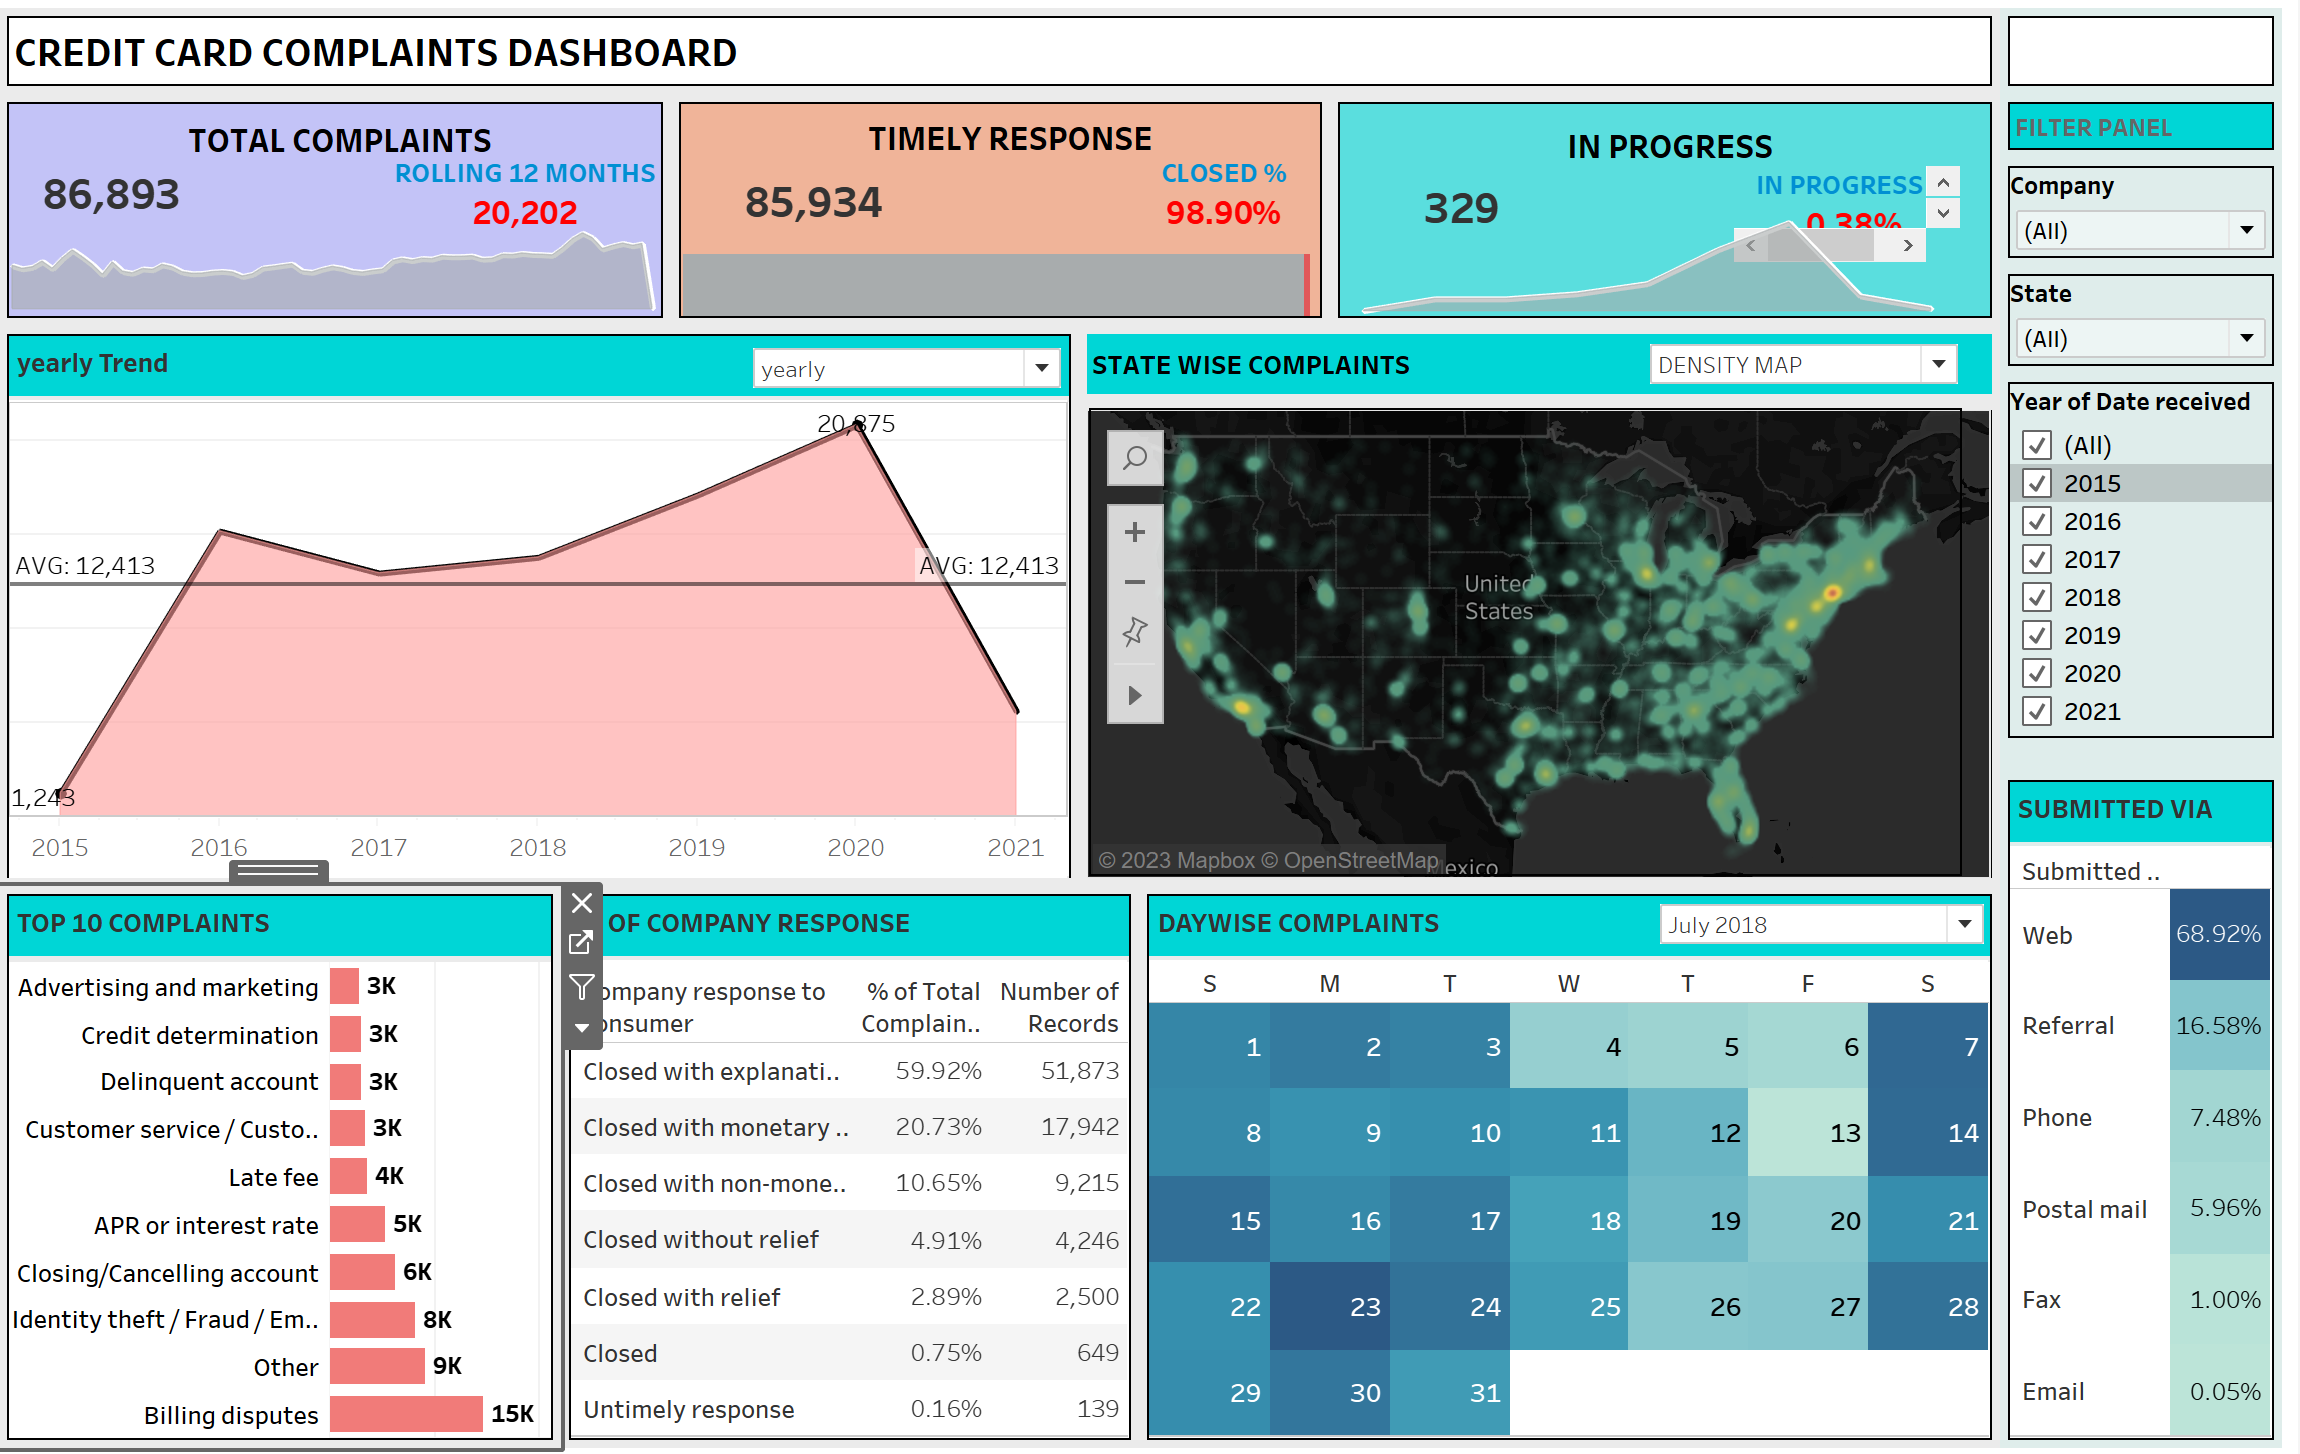 CREDIT CARD COMPLAINTS DASHBOARD
TOTAL COMPLAINTS
ROLLING 12 MONTHS
86,893
20,202
TIMELY RESPONSE
CLOSED %
85,934
98.90%
IN PROGRESS
IN PROGRESS
329
0.38%
FILTER PANEL
Company
(All)
State
(All)
Year of Date received
(All)
2015
2016
2017
2018
2019
2020
2021
yearly Trend
yearly
20,875
AVG: 12,413
AVG: 12,413
1,243
2015 2016 2017 2018 2019 2020 2021
STATE WISE COMPLAINTS
DENSITY MAP
United
States
© 2023 Mapbox © OpenStreetMap
exico
TOP 10 COMPLAINTS
Advertising and marketing 3K
Credit determination 3K
Delinquent account 3K
Customer service / Custo.. 3K
Late fee 4K
APR or interest rate 5K
Closing/Cancelling account 6K
Identity theft / Fraud / Em.. 8K
Other 9K
Billing disputes 15K
OF COMPANY RESPONSE
ompany response to % of Total Number of
onsumer Complain.. Records
Closed with explanati.. 59.92% 51,873
Closed with monetary .. 20.73% 17,942
Closed with non-mone.. 10.65% 9,215
Closed without relief 4.91% 4,246
Closed with relief 2.89% 2,500
Closed 0.75% 649
Untimely response 0.16% 139
DAYWISE COMPLAINTS
July 2018
S M T W T F S
1 2 3 4 5 6 7
8 9 10 11 12 13 14
15 16 17 18 19 20 21
22 23 24 25 26 27 28
29 30 31
SUBMITTED VIA
Submitted ..
Web 68.92%
Referral 16.58%
Phone 7.48%
Postal mail 5.96%
Fax 1.00%
Email 0.05%